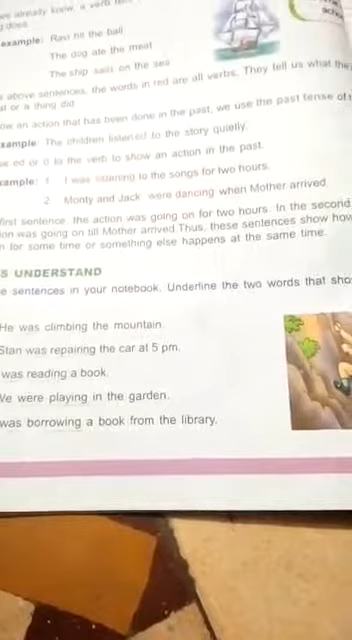 we already know, a verb
g does.
example: Ravi hit the ball
The dog ate the meat
The ship sails on the sea
above sentences, the words in red are all verbs. They tell us what the
al or a thing did
ow an action that has been done in the past, we use the past tense of
xample: The children listened to the story quietly.
ed or d to the verb to show an action in the past.
xample: 1 I was listening to the songs for two hours.
2 Monty and Jack were dancing when Mother arrived
first sentence, the action was going on for two hours. In the second
ion was going on till Mother arrived. Thus, these sentences show how
n for some time or something else happens at the same time.
S UNDERSTAND
e sentences in your notebook. Underline the two words that sho
He was climbing the mountain.
Stan was repairing the car at 5 pm.
was reading a book.
We were playing in the garden.
was borrowing a book from the library.